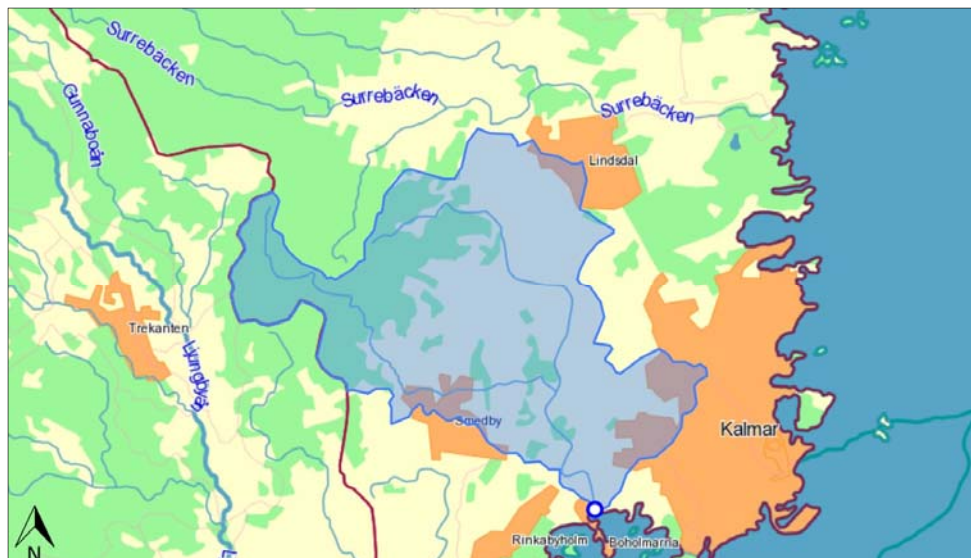 Surrebäcken
Gunnaboån
Surrebäcken
Surrebäcken
Lindsdal
Trekanten
Ljungbyån
Smedby
Kalmar
Rinkabyholm
Boholmarna
N